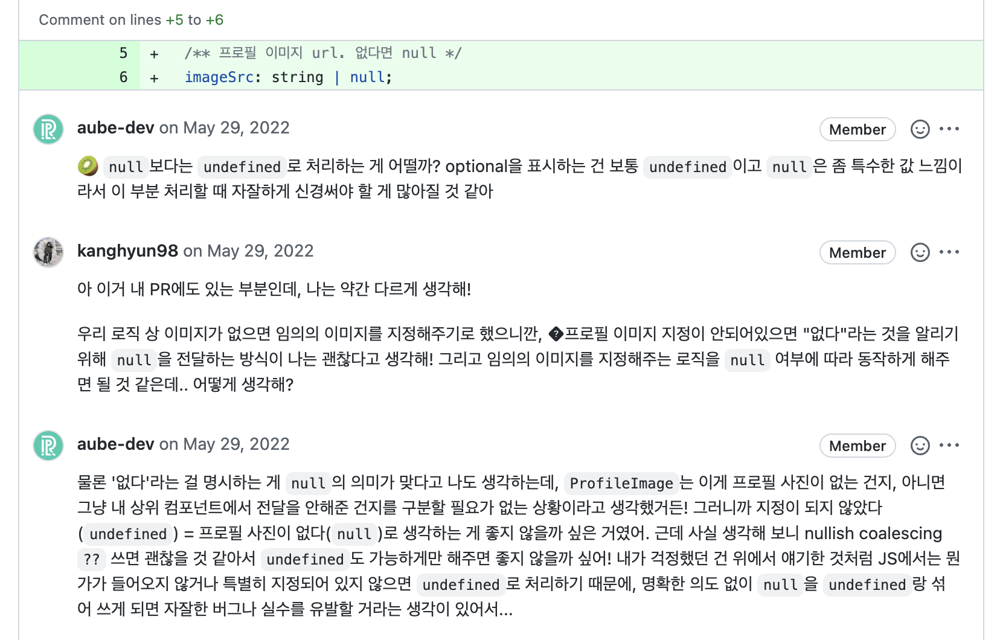 Comment on lines +5 to +6
5 + /** 프로필 이미지 url. 없다면 null */
6 + imageSrc: string | null;
aube-dev on May 29, 2022
Member
🥝 null 보다는 undefined 로 처리하는 게 어떨까? optional을 표시하는 건 보통 undefined 이고 null 은 좀 특수한 값 느낌이
라서 이 부분 처리할 때 자잘하게 신경써야 할 게 많아질 것 같아
kanghyun98 on May 29, 2022
Member
아 이거 내 PR에도 있는 부분인데, 나는 약간 다르게 생각해!
우리 로직 상 이미지가 없으면 임의의 이미지를 지정해주기로 했으니깐, �프로필 이미지 지정이 안되어있으면 "없다"라는 것을 알리기
위해 null 을 전달하는 방식이 나는 괜찮다고 생각해! 그리고 임의의 이미지를 지정해주는 로직을 null 여부에 따라 동작하게 해주
면 될 것 같은데.. 어떻게 생각해?
aube-dev on May 29, 2022
Member
물론 '없다'라는 걸 명시하는 게 null 의 의미가 맞다고 나도 생각하는데, ProfileImage 는 이게 프로필 사진이 없는 건지, 아니면
그냥 내 상위 컴포넌트에서 전달을 안해준 건지를 구분할 필요가 없는 상황이라고 생각했거든! 그러니까 지정이 되지 않았다
( undefined ) = 프로필 사진이 없다( null )로 생각하는 게 좋지 않을까 싶은 거였어. 근데 사실 생각해 보니 nullish coalescing
?? 쓰면 괜찮을 것 같아서 undefined 도 가능하게만 해주면 좋지 않을까 싶어! 내가 걱정했던 건 위에서 얘기한 것처럼 JS에서는 뭔
가가 들어오지 않거나 특별히 지정되어 있지 않으면 undefined 로 처리하기 때문에, 명확한 의도 없이 null 을 undefined 랑 섞
어 쓰게 되면 자잘한 버그나 실수를 유발할 거라는 생각이 있어서...